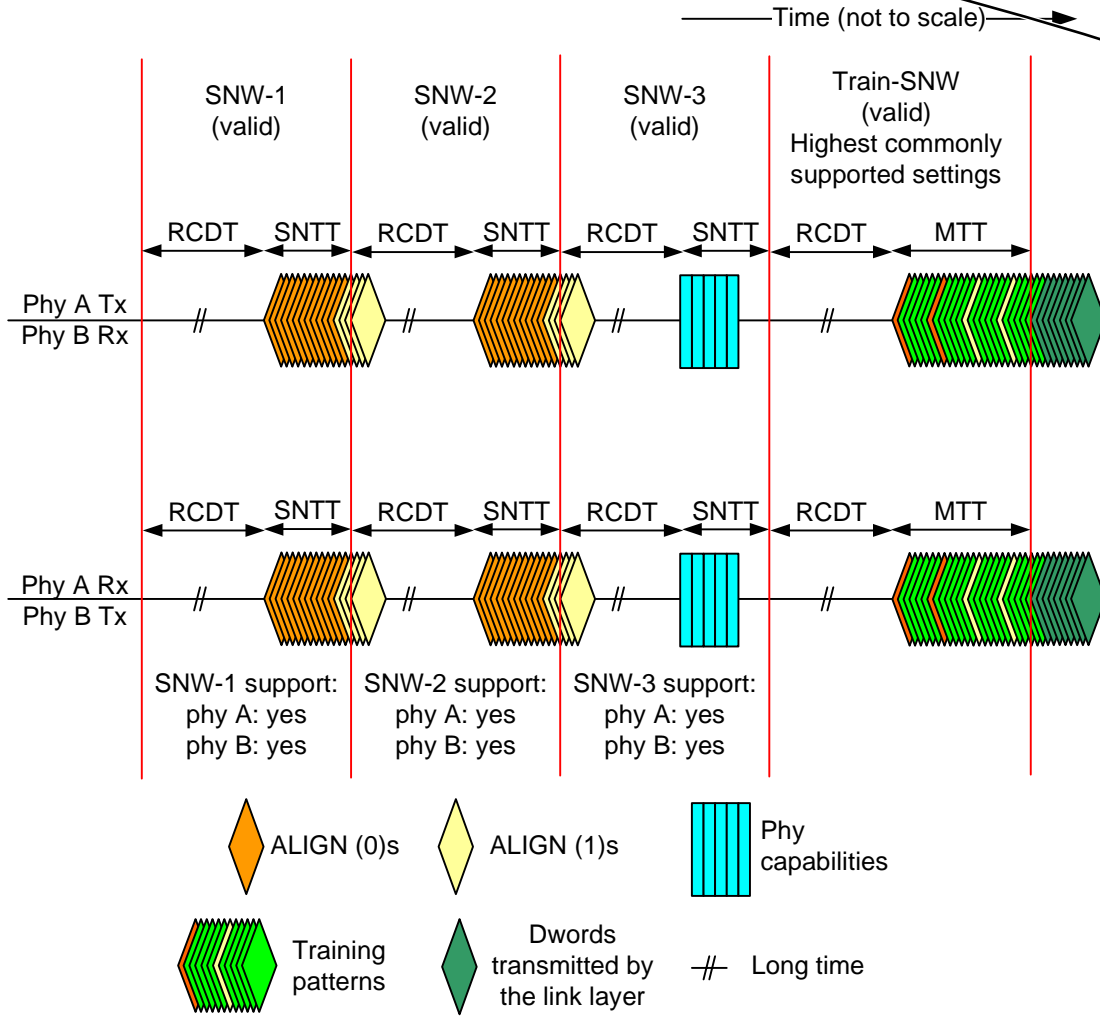 Time (not to scale)
SNW-1
(valid)
SNW-2
(valid)
SNW-3
(valid)
Train-SNW
(valid)
Highest commonly
supported settings
RCDT SNTT RCDT SNTT RCDT SNTT RCDT MTT
Phy A Tx
Phy B Rx
RCDT SNTT RCDT SNTT RCDT SNTT RCDT MTT
Phy A Rx
Phy B Tx
SNW-1 support:
phy A: yes
phy B: yes
SNW-2 support:
phy A: yes
phy B: yes
SNW-3 support:
phy A: yes
phy B: yes
ALIGN (0)s
ALIGN (1)s
Phy
capabilities
Training
patterns
Dwords
transmitted by
the link layer
Long time